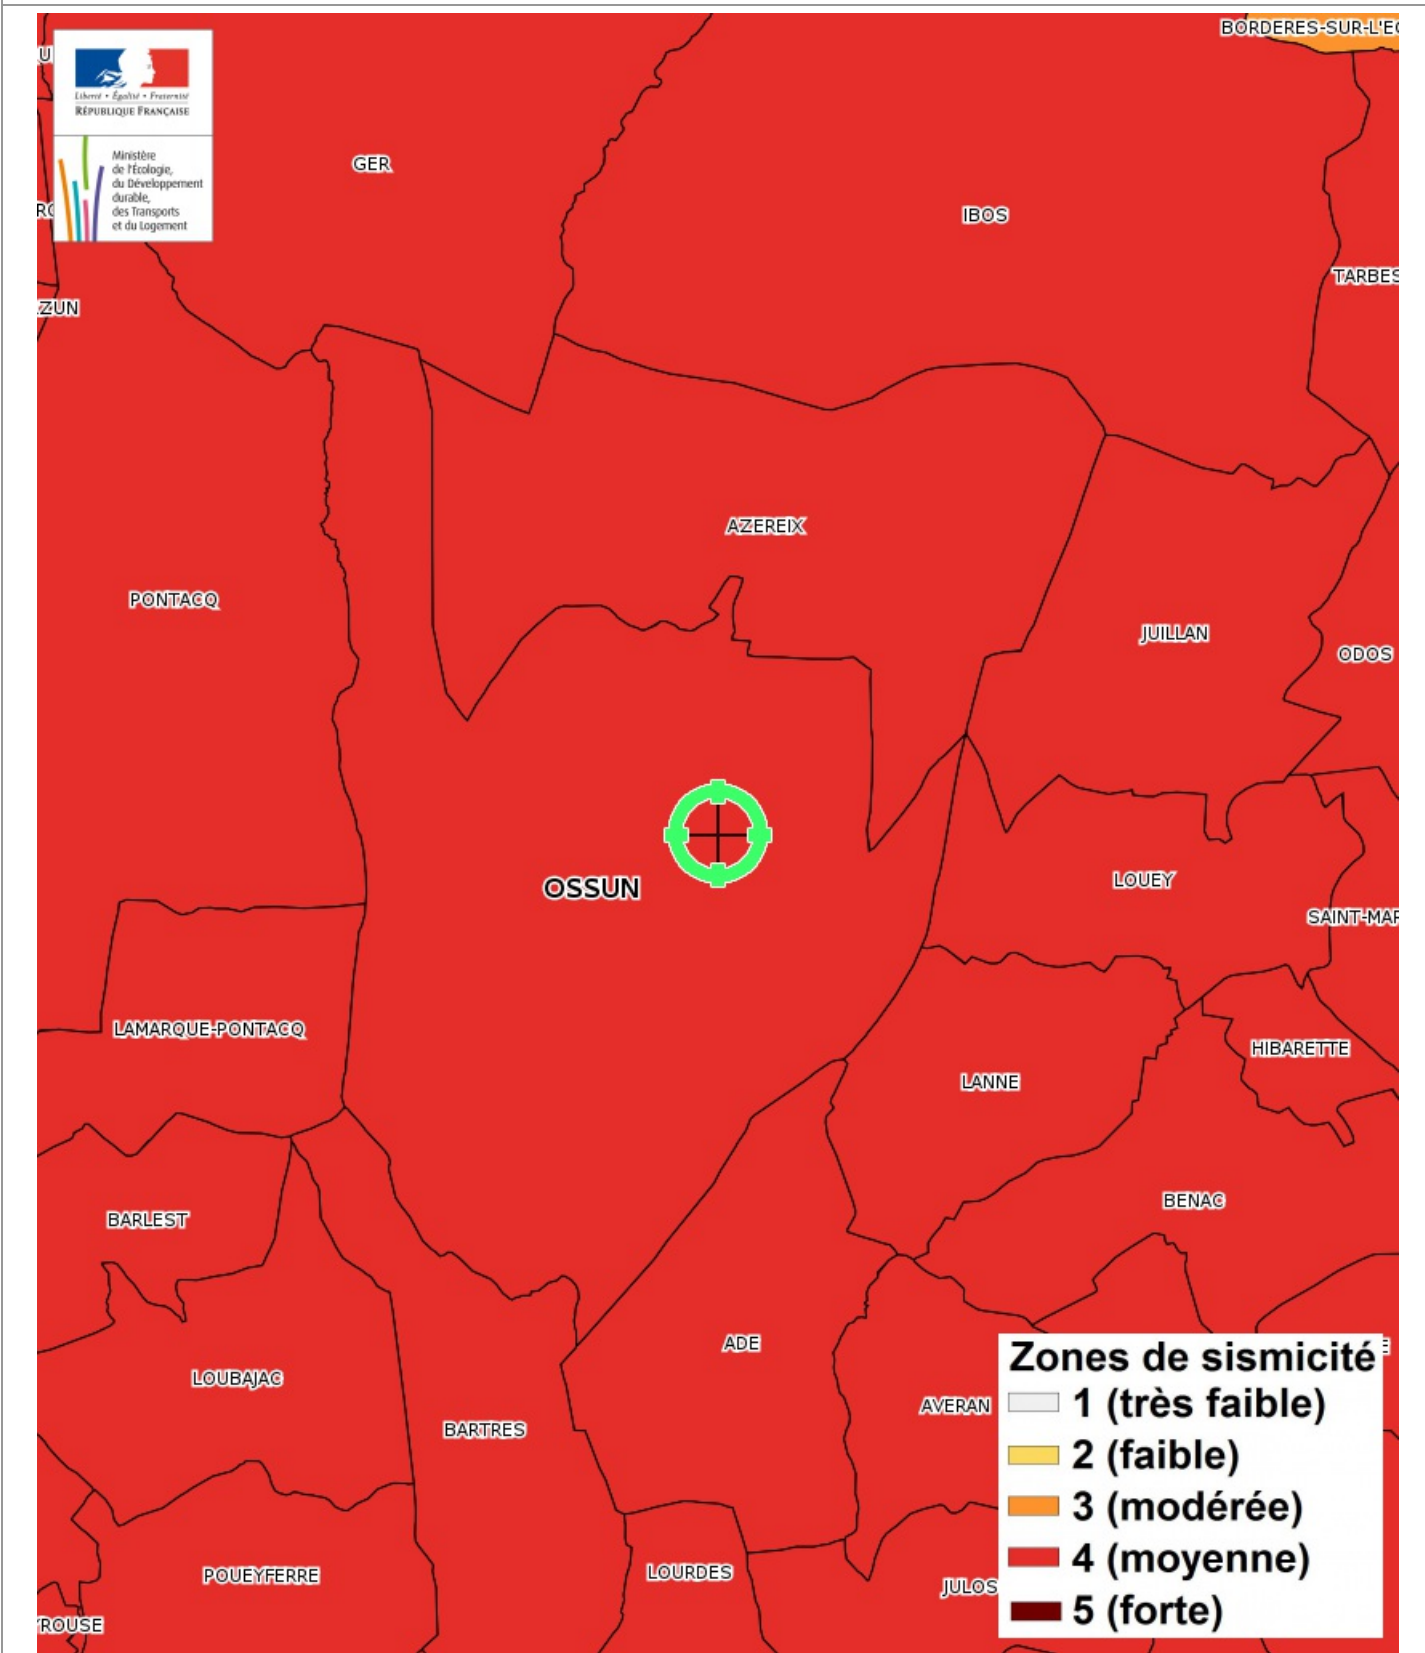 BORDERES-SUR-L'E
Liberté • Égalité • Fraternité
RÉPUBLIQUE FRANÇAISE
Ministère
de l'Écologie,
du Développement
durable,
des Transports
et du Logement
GER
IBOS
TARBES
ZUN
AZEREIX
PONTACQ
JUILLAN
ODOS
OSSUN
LOUEY
SAINT-MAR
LAMARQUE-PONTACQ
HIBARETTE
LANNE
BENAC
BARLEST
ADE
LOUBAJAC
AVERAN
BARTRES
LOURDES
POUEYFERRE
JULOS
ROUSE
Zones de sismicité
1 (très faible)
2 (faible)
3 (modérée)
4 (moyenne)
5 (forte)